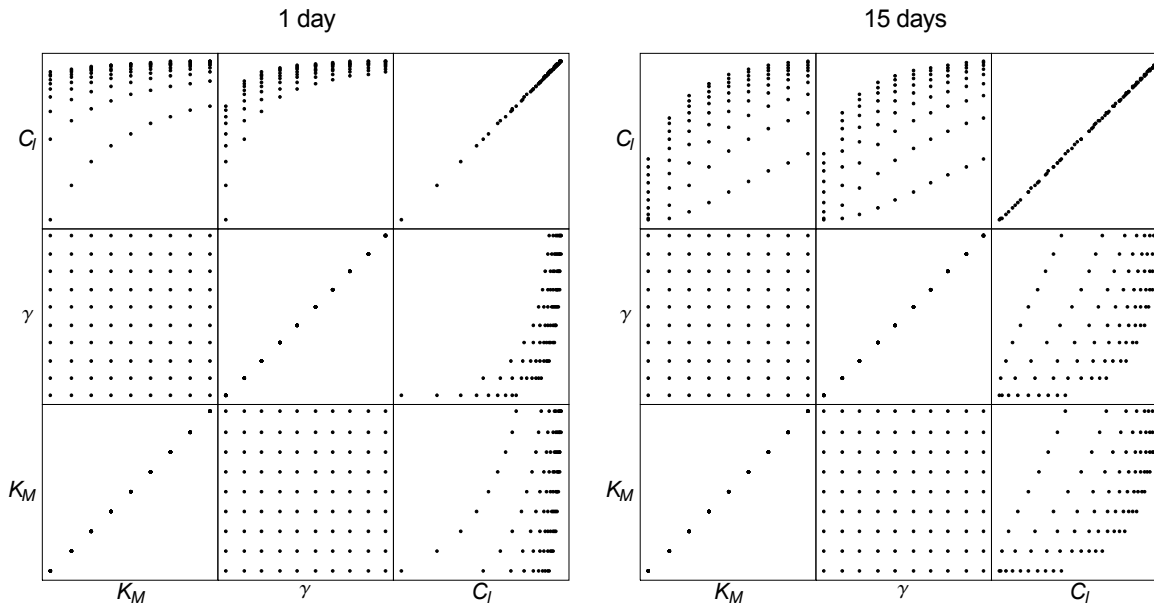 1 day
15 days
C_I
C_I
γ
γ
K_M
K_M
K_M γ C_I
K_M γ C_I